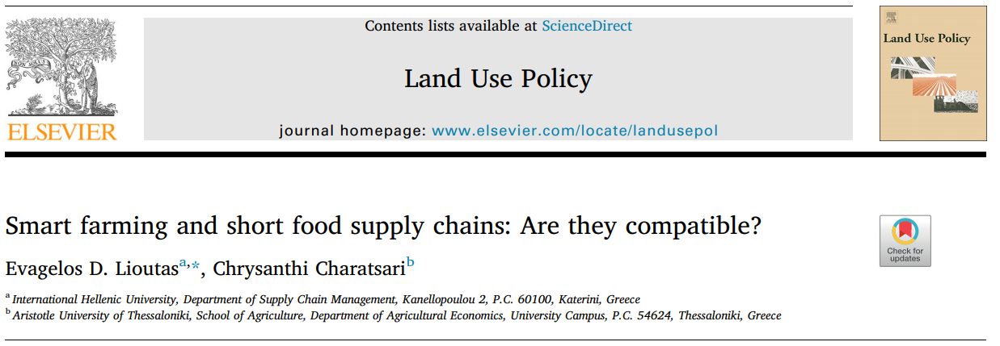 Contents lists available at ScienceDirect
Land Use Policy
journal homepage: www.elsevier.com/locate/landusepol
NON SOLUS
ELSEVIER
Land Use Policy
Smart farming and short food supply chains: Are they compatible?
Check for
updates
Evagelos D. Lioutas a,*, Chrysanthi Charatsari b
a International Hellenic University, Department of Supply Chain Management, Kanellopoulou 2, P.C. 60100, Katerini, Greece
b Aristotle University of Thessaloniki, School of Agriculture, Department of Agricultural Economics, University Campus, P.C. 54624, Thessaloniki, Greece